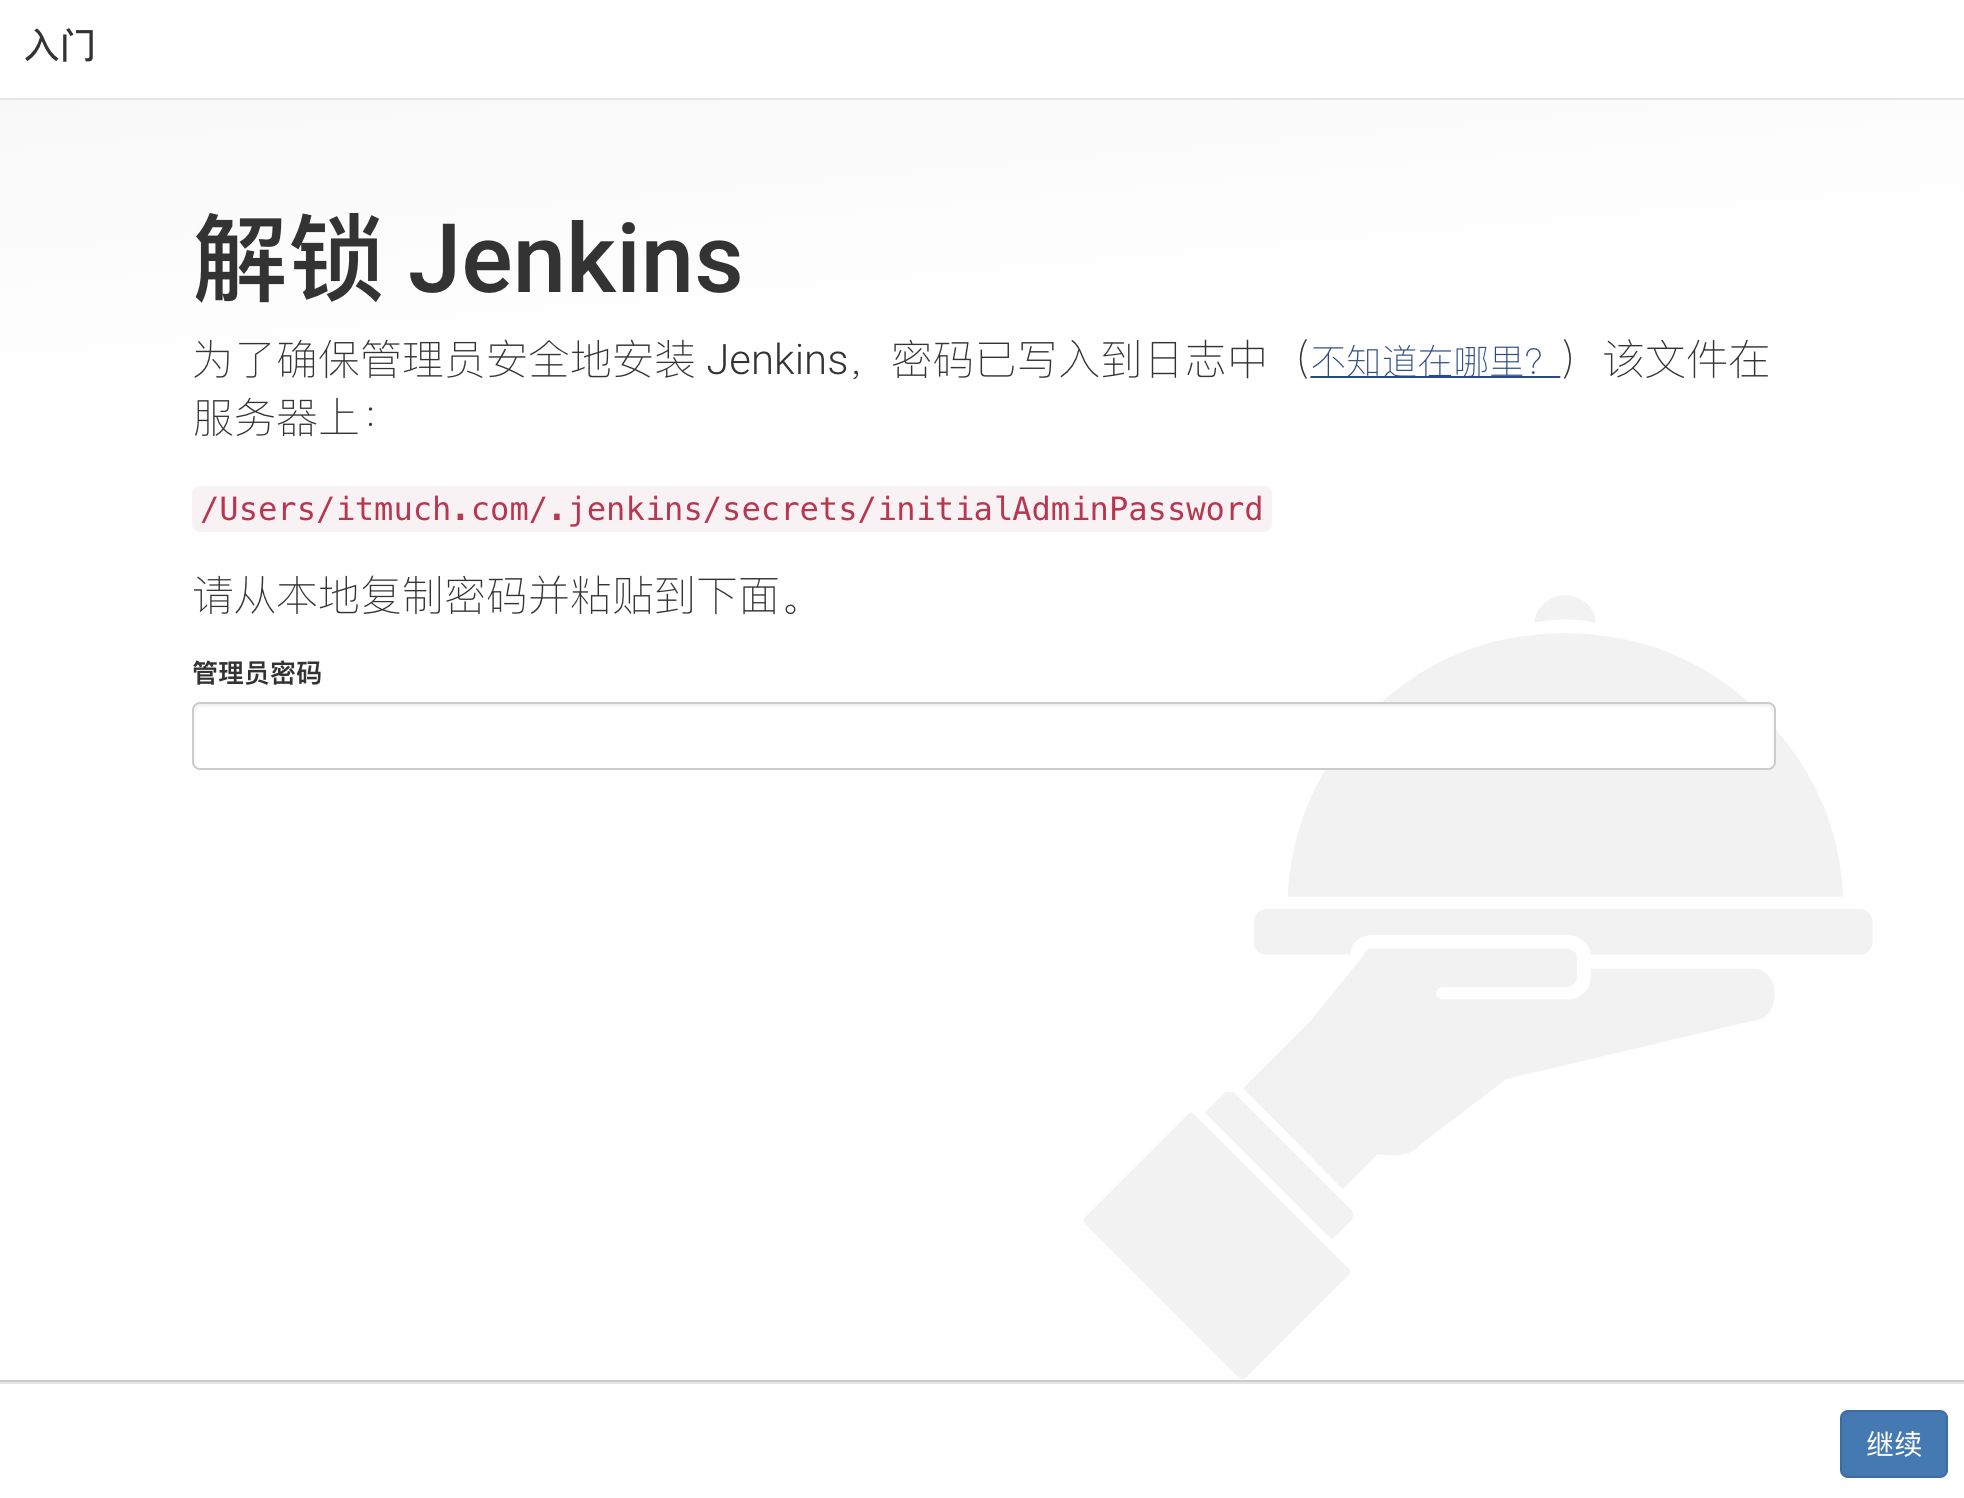 入门
解锁 Jenkins
为了确保管理员安全地安装 Jenkins，密码已写入到日志中（不知道在哪里？）该文件在
服务器上：
/Users/itmuch.com/.jenkins/secrets/initialAdminPassword
请从本地复制密码并粘贴到下面。
管理员密码
继续